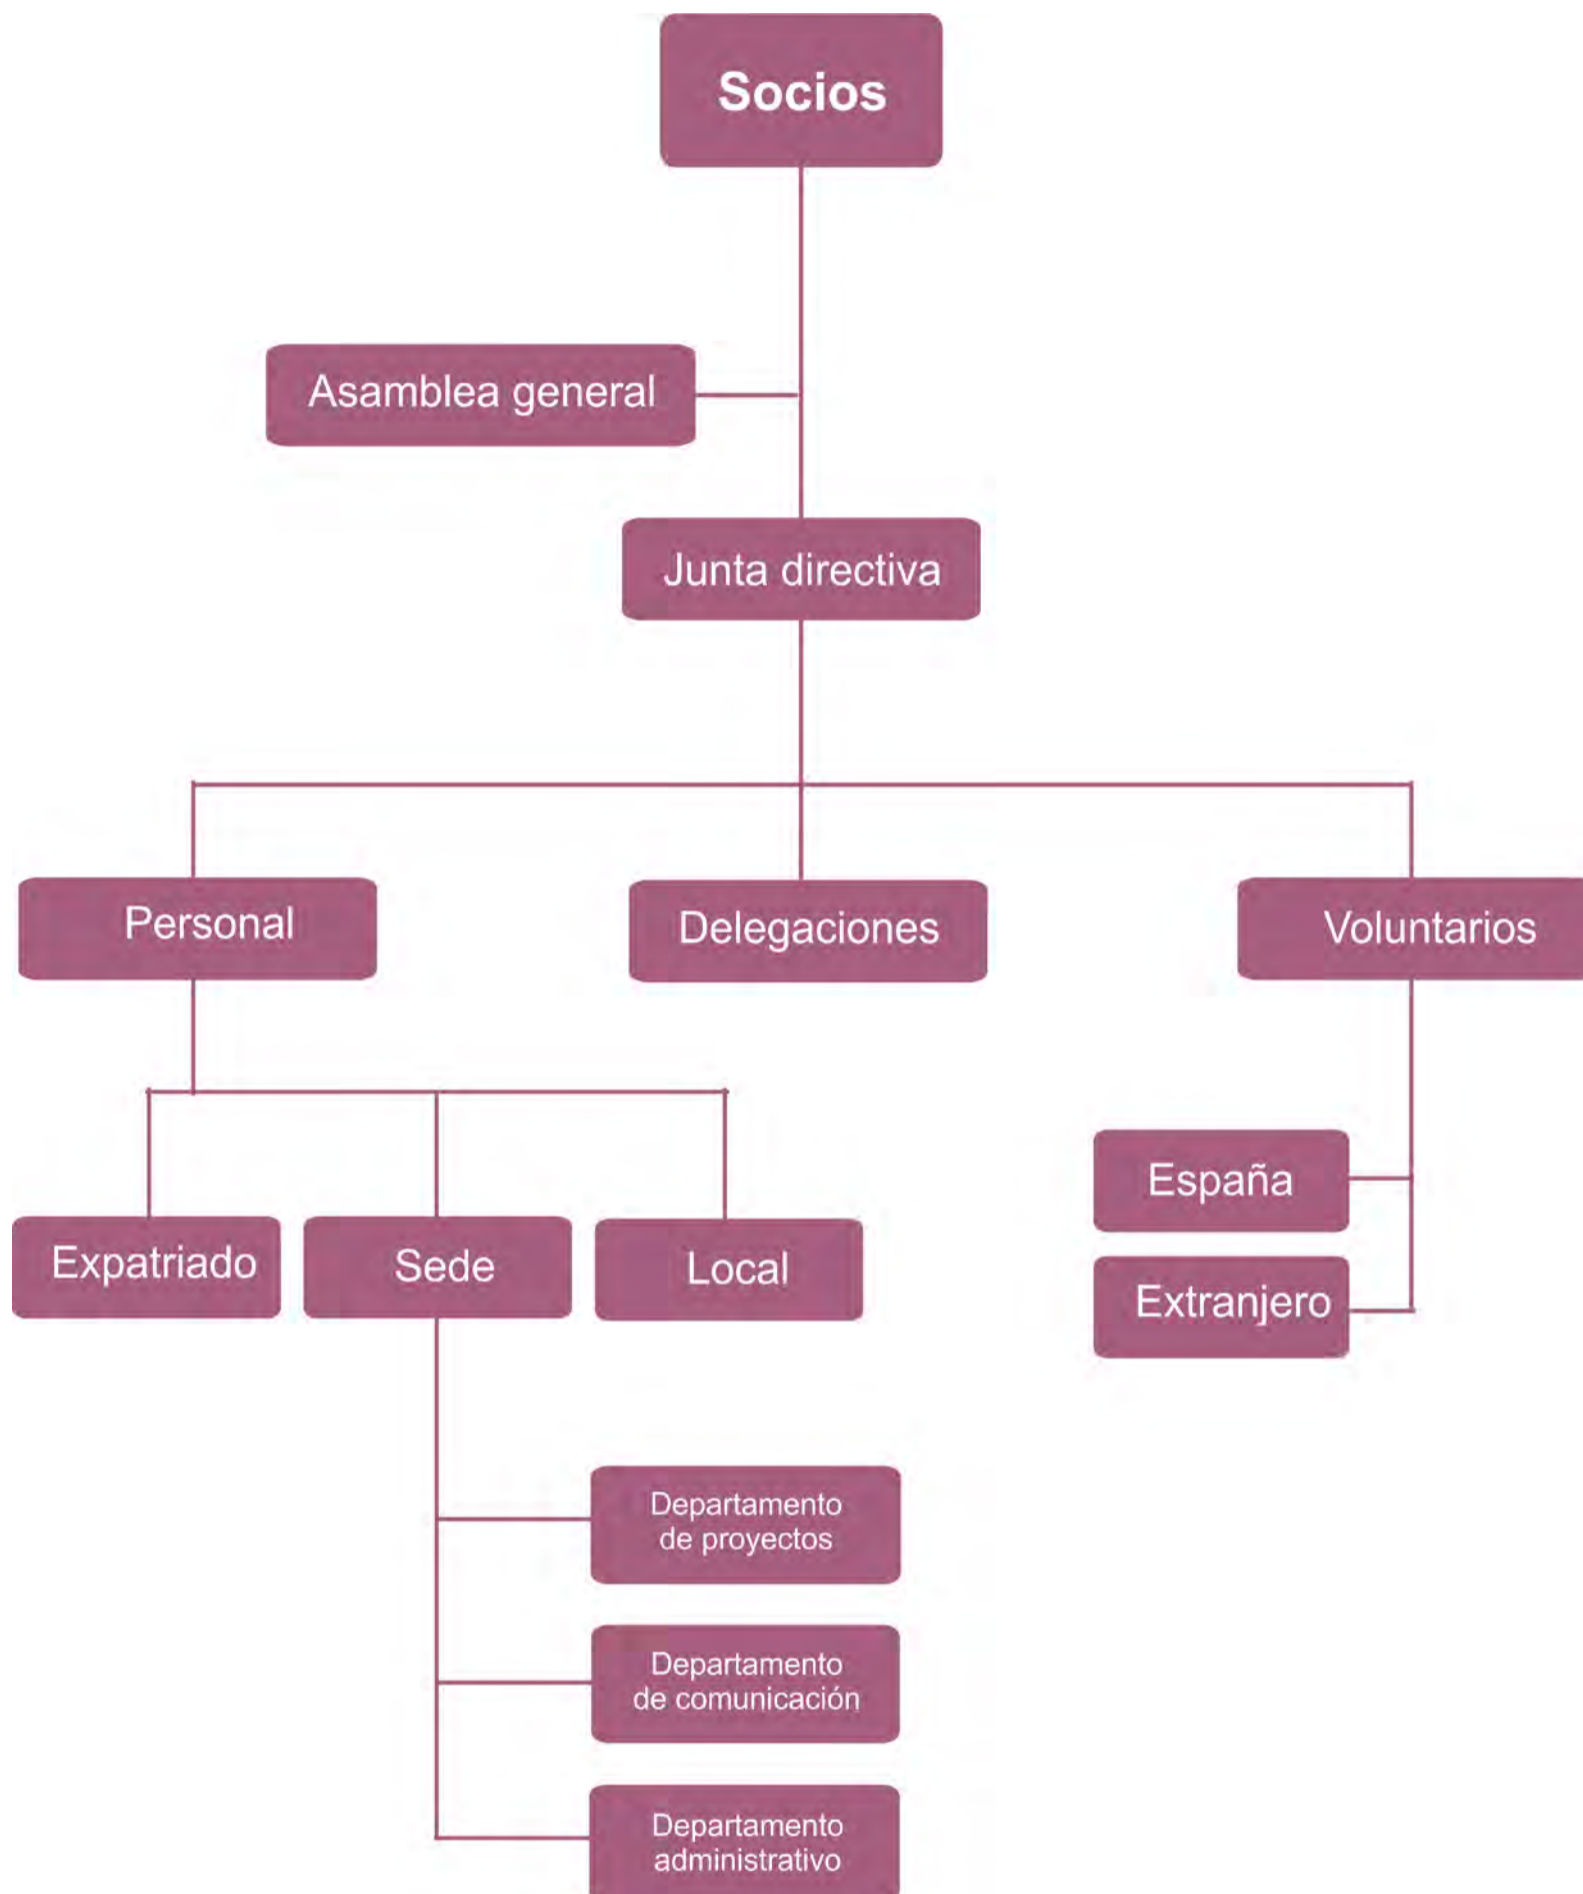 Socios
Asamblea general
Junta directiva
Personal
Delegaciones
Voluntarios
España
Extranjero
Expatriado
Sede
Local
Departamento
de proyectos
Departamento
de comunicación
Departamento
administrativo